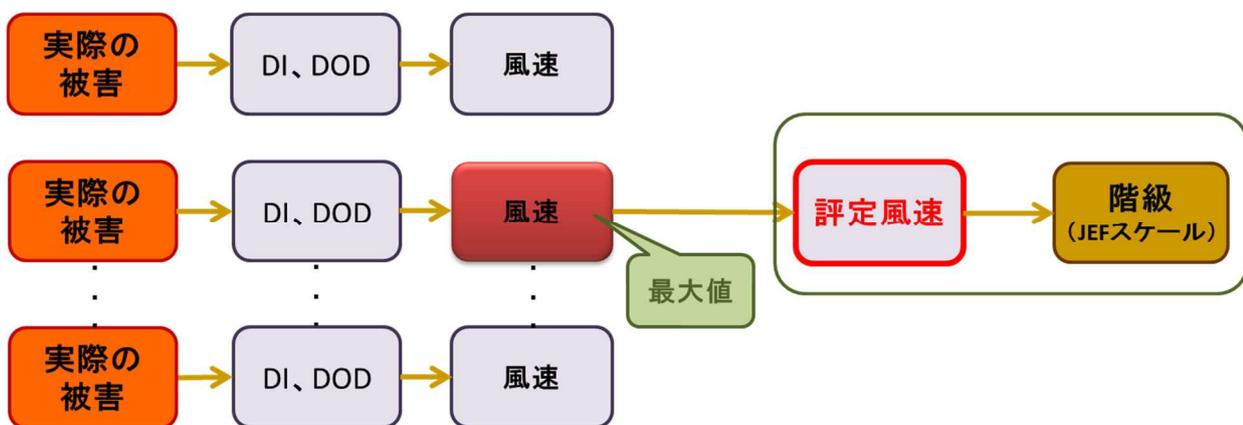 実際の
被害
DI、DOD
風速
実際の
被害
DI、DOD
風速
最大値
評定風速
階級
（JEFスケール）
実際の
被害
DI、DOD
風速